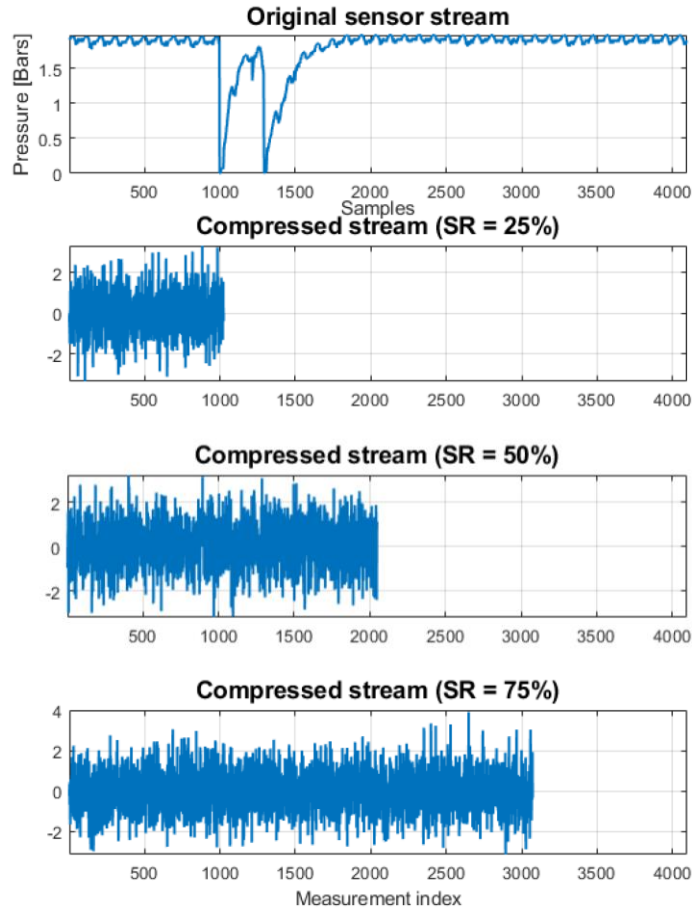 Original sensor stream
Pressure [Bars]
1.5
1
0.5
0
500 1000 1500 2000 2500 3000 3500 4000
Samples
Compressed stream (SR = 25%)
2
0
-2
500 1000 1500 2000 2500 3000 3500 4000
Compressed stream (SR = 50%)
2
0
-2
500 1000 1500 2000 2500 3000 3500 4000
Compressed stream (SR = 75%)
4
2
0
-2
500 1000 1500 2000 2500 3000 3500 4000
Measurement index